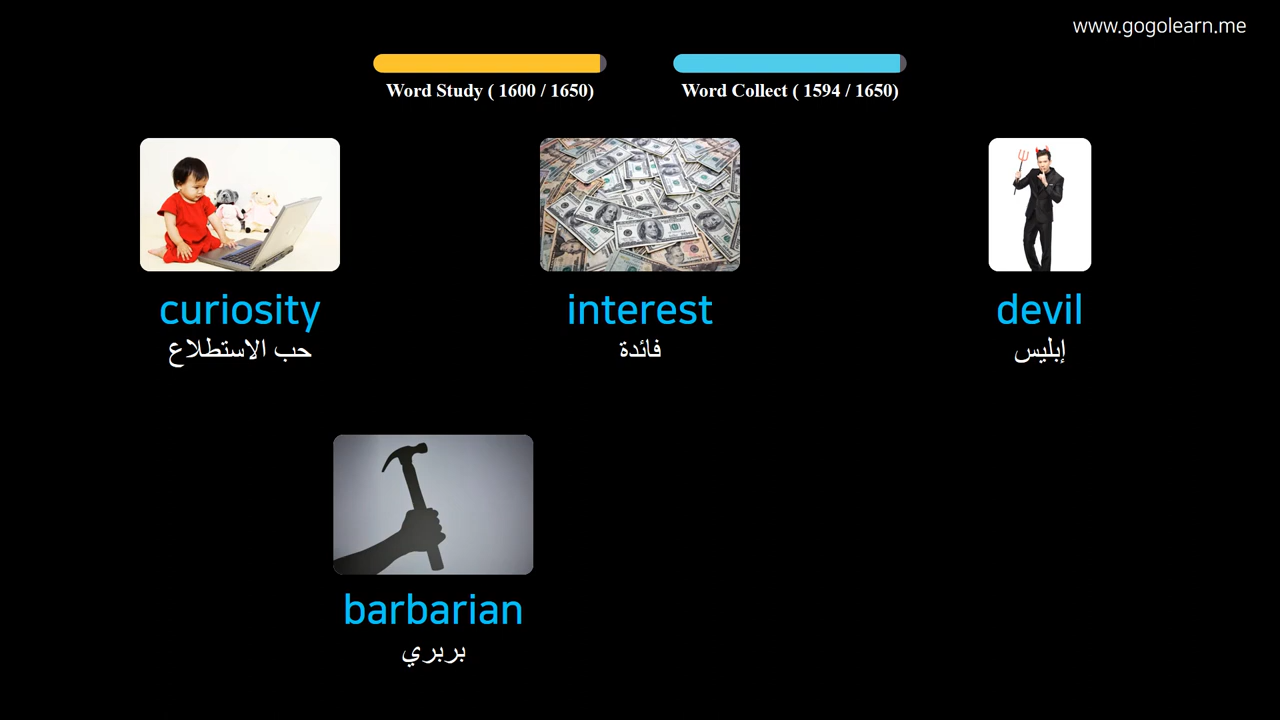 www.gogolearn.me
Word Study ( 1600 / 1650)
Word Collect ( 1594 / 1650)
curiosity
حب الاستطلاع
interest
فائدة
devil
إبليس
barbarian
بربري